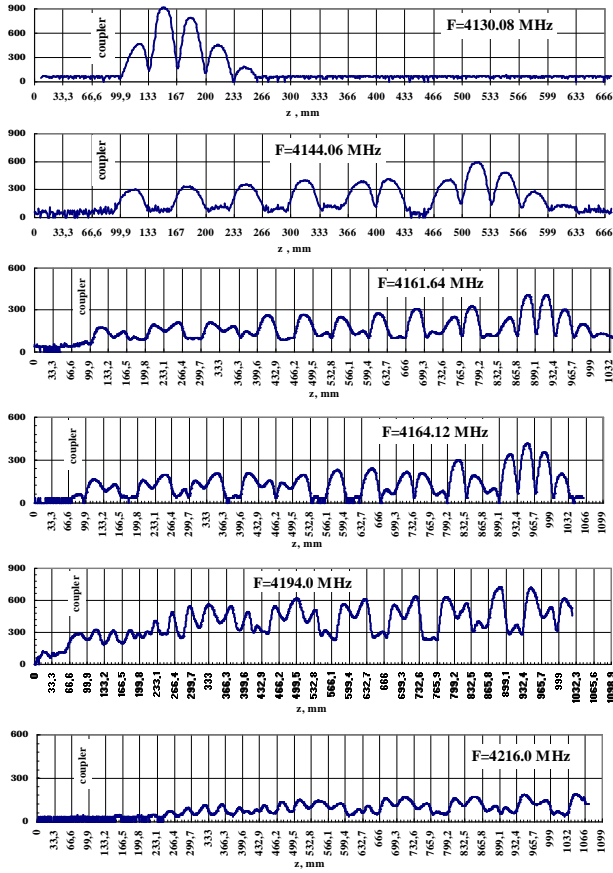 900
600
300
0
coupler
F=4130.08 MHz
0 33,3 66,6 99,9 133 167 200 233 266 300 333 366 400 433 466 500 533 566 600 633 666
z , mm
900
600
300
0
coupler
F=4144.06 MHz
0 33,3 66,6 99,9 133 167 200 233 266 300 333 366 400 433 466 500 533 566 600 633 666
z , mm
600
300
0
coupler
F=4161.64 MHz
0 33,3 66,6 99,9 133,2 166,5 199,8 233,1 266,4 299,7 333 366,3 399,6 432,9 466,2 499,5 532,8 566,1 599,4 632,7 666 699,3 732,6 765,9 799,2 832,5 865,8 899,1 932,4 965,7 999 1032
z, mm
600
300
0
coupler
F=4164.12 MHz
0 33,3 66,6 99,9 133,2 166,5 199,8 233,1 266,4 299,7 333 366,3 399,6 432,9 466,2 499,5 532,8 566,1 599,4 632,7 666 699,3 732,6 765,9 799,2 832,5 865,8 899,1 932,4 965,7 999 1032 1066 1099
z, mm
900
600
300
0
coupler
F=4194.0 MHz
0 33,3 66,6 99,9 133,2 166,5 199,8 233,1 266,4 299,7 333 366,3 399,6 432,9 466,2 499,5 532,8 566,1 599,4 632,7 666 699,3 732,6 765,9 799,2 832,5 865,8 899,1 932,4 965,7 999 1032,3 1065,6 1098,9
z, mm
600
300
0
coupler
F=4216.0 MHz
0 33,3 66,6 99,9 133,2 166,5 199,8 233,1 266,4 299,7 333 366,3 399,6 432,9 466,2 499,5 532,8 566,1 599,4 632,7 666 699,3 732,6 765,9 799,2 832,5 865,8 899,1 932,4 965,7 999 1032 1066 1099
z, mm